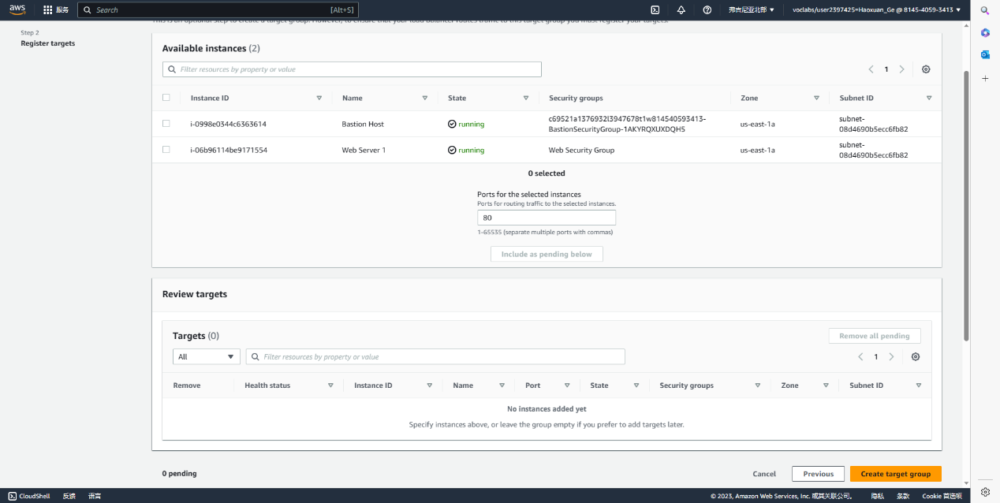 aws
服务
Search
[Alt+S]
弗吉尼亚北部 ▼
voclabs/user2397425=Haoxuan_Ge @ 8145-4059-3413 ▼
Step 2
Register targets
This is an optional step to create a target group. However, to ensure that your load balancer routes traffic to this target group you must register your targets.
Available instances (2)
Filter resources by property or value
1
Instance ID
Name
State
Security groups
Zone
Subnet ID
i-0998e0344c6363614
Bastion Host
running
c69521a1376932l3947678t1w814540593413-
BastionSecurityGroup-1AKYRQXUXDQH5
us-east-1a
subnet-
08d4690b5ecc6fb82
i-06b96114be9171554
Web Server 1
running
Web Security Group
us-east-1a
subnet-
08d4690b5ecc6fb82
0 selected
Ports for the selected instances
Ports for routing traffic to the selected instances.
80
1-65535 (separate multiple ports with commas)
Include as pending below
Review targets
Targets (0)
Remove all pending
All
Filter resources by property or value
1
Remove
Health status
Instance ID
Name
Port
State
Security groups
Zone
Subnet ID
No instances added yet
Specify instances above, or leave the group empty if you prefer to add targets later.
0 pending
Cancel
Previous
Create target group
CloudShell
反馈
语言
© 2023, Amazon Web Services, Inc. 或其关联公司。
隐私
条款
Cookie 首选项